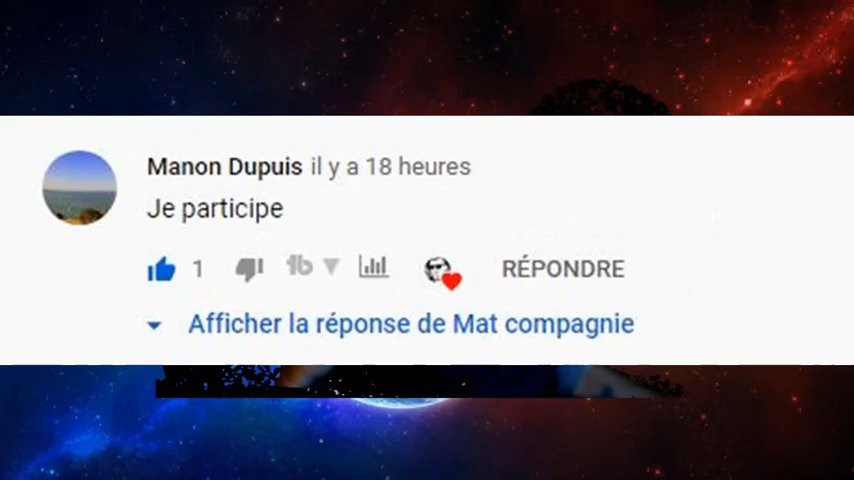 Manon Dupuis il y a 18 heures
Je participe
1 RÉPONDRE
Afficher la réponse de Mat compagnie